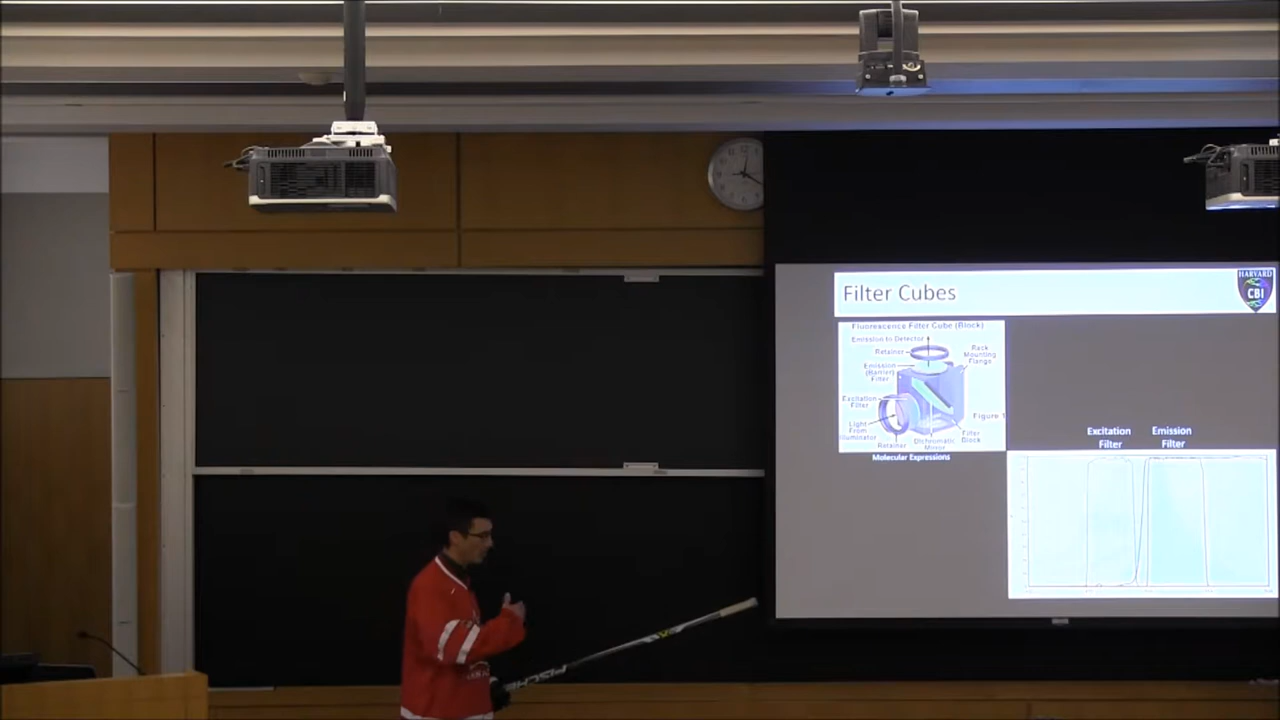 Filter Cubes
HARVARD
CBI
Fluorescence Filter Cube (Block)
Emission to Detector
Retainer
Rack
Mounting
Flange
Emission
(Barrier)
Filter
Excitation
Filter
Figure 1
Light
From
Illuminator
Retainer
Dichromatic
Mirror
Filter
Block
Molecular Expressions
Excitation
Filter
Emission
Filter
FISCHER